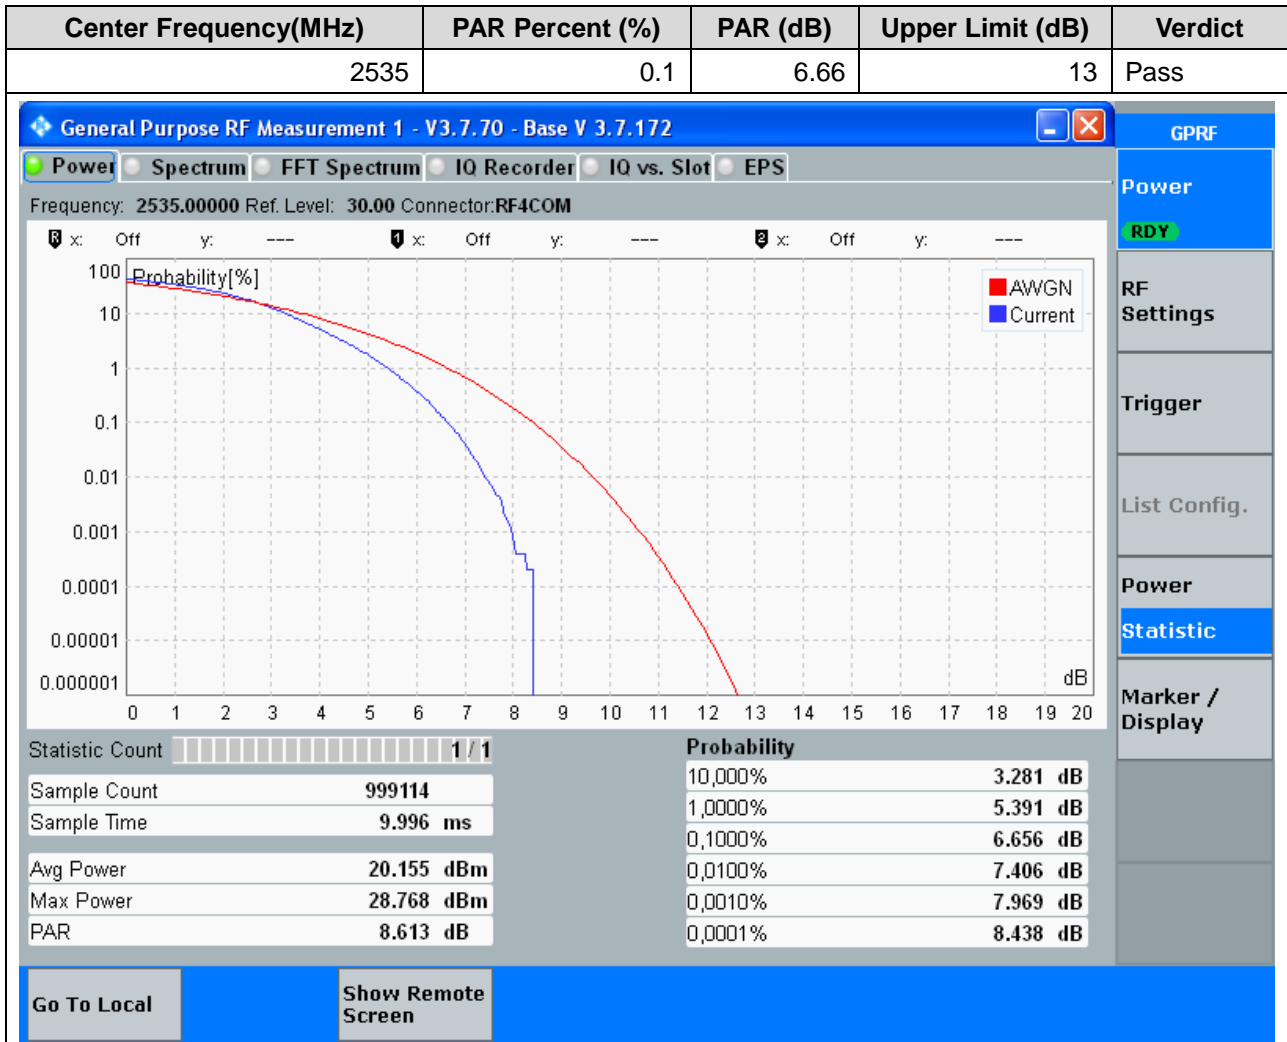 Center Frequency(MHz) PAR Percent (%) PAR (dB) Upper Limit (dB) Verdict
2535 0.1 6.66 13 Pass
General Purpose RF Measurement 1 - V3.7.70 - Base V 3.7.172
GPRF
Power Spectrum FFT Spectrum IQ Recorder IQ vs. Slot EPS
Power
RDY
Frequency: 2535.00000 Ref. Level: 30.00 Connector:RF4COM
R x: Off y: --- 1 x: Off y: --- 2 x: Off y: ---
Probability[%]
AWGN
Current
100
10
1
0.1
0.01
0.001
0.0001
0.00001
0.000001
dB
0 1 2 3 4 5 6 7 8 9 10 11 12 13 14 15 16 17 18 19 20
RF
Settings
Trigger
List Config.
Power
Statistic
Marker /
Display
Statistic Count 1 / 1
Sample Count 999114
Sample Time 9.996 ms
Avg Power 20.155 dBm
Max Power 28.768 dBm
PAR 8.613 dB
Probability
10,000% 3.281 dB
1,0000% 5.391 dB
0,1000% 6.656 dB
0,0100% 7.406 dB
0,0010% 7.969 dB
0,0001% 8.438 dB
Go To Local
Show Remote
Screen